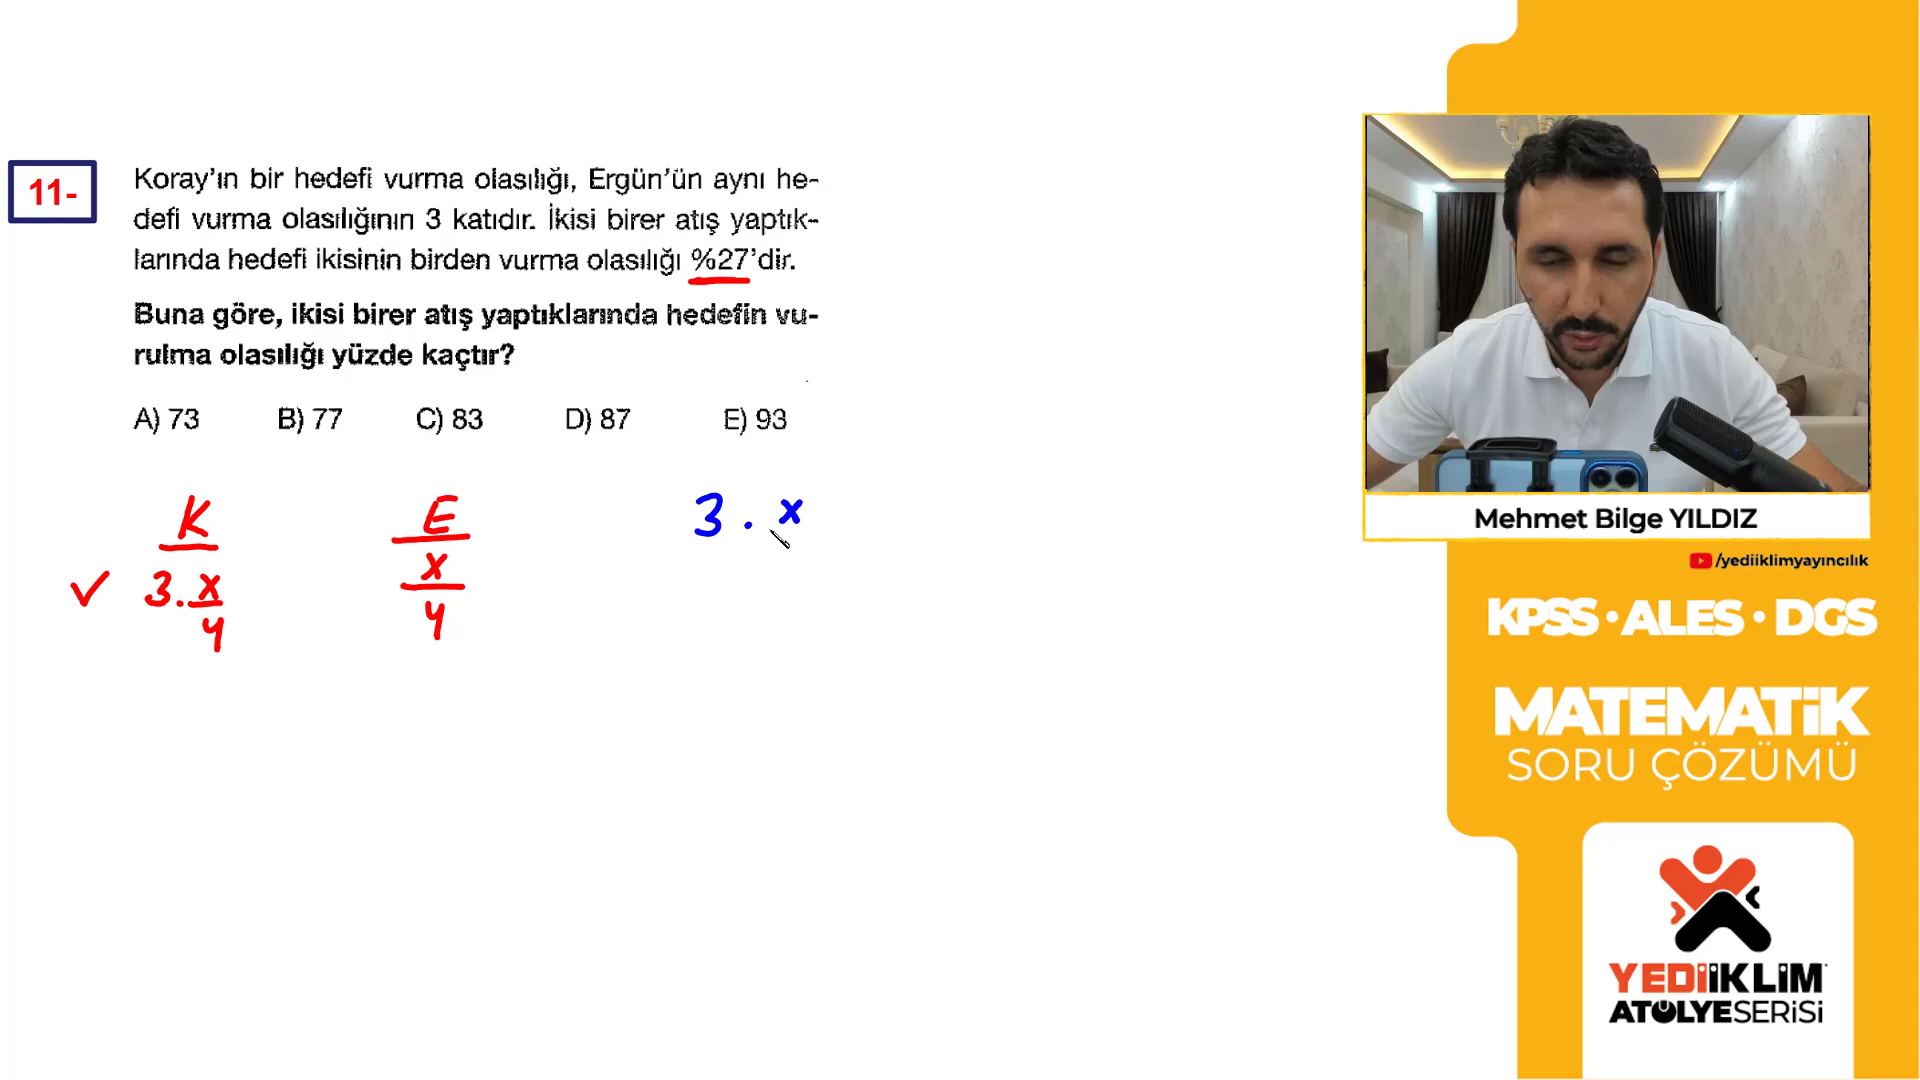 11-
Koray’ın bir hedefi vurma olasılığı, Ergün’ün aynı he-
defi vurma olasılığının 3 katıdır. İkisi birer atış yaptık-
larında hedefi ikisinin birden vurma olasılığı %27’dir.
Buna göre, ikisi birer atış yaptıklarında hedefin vu-
rulma olasılığı yüzde kaçtır?
A) 73 B) 77 C) 83 D) 87 E) 93
K E 3 . x
✓ 3. x/y x/y
Mehmet Bilge YILDIZ
/yediiklimyayıncılık
KPSS • ALES • DGS
MATEMATİK
SORU ÇÖZÜMÜ
YEDİİKLİM
ATÖLYESERİSİ